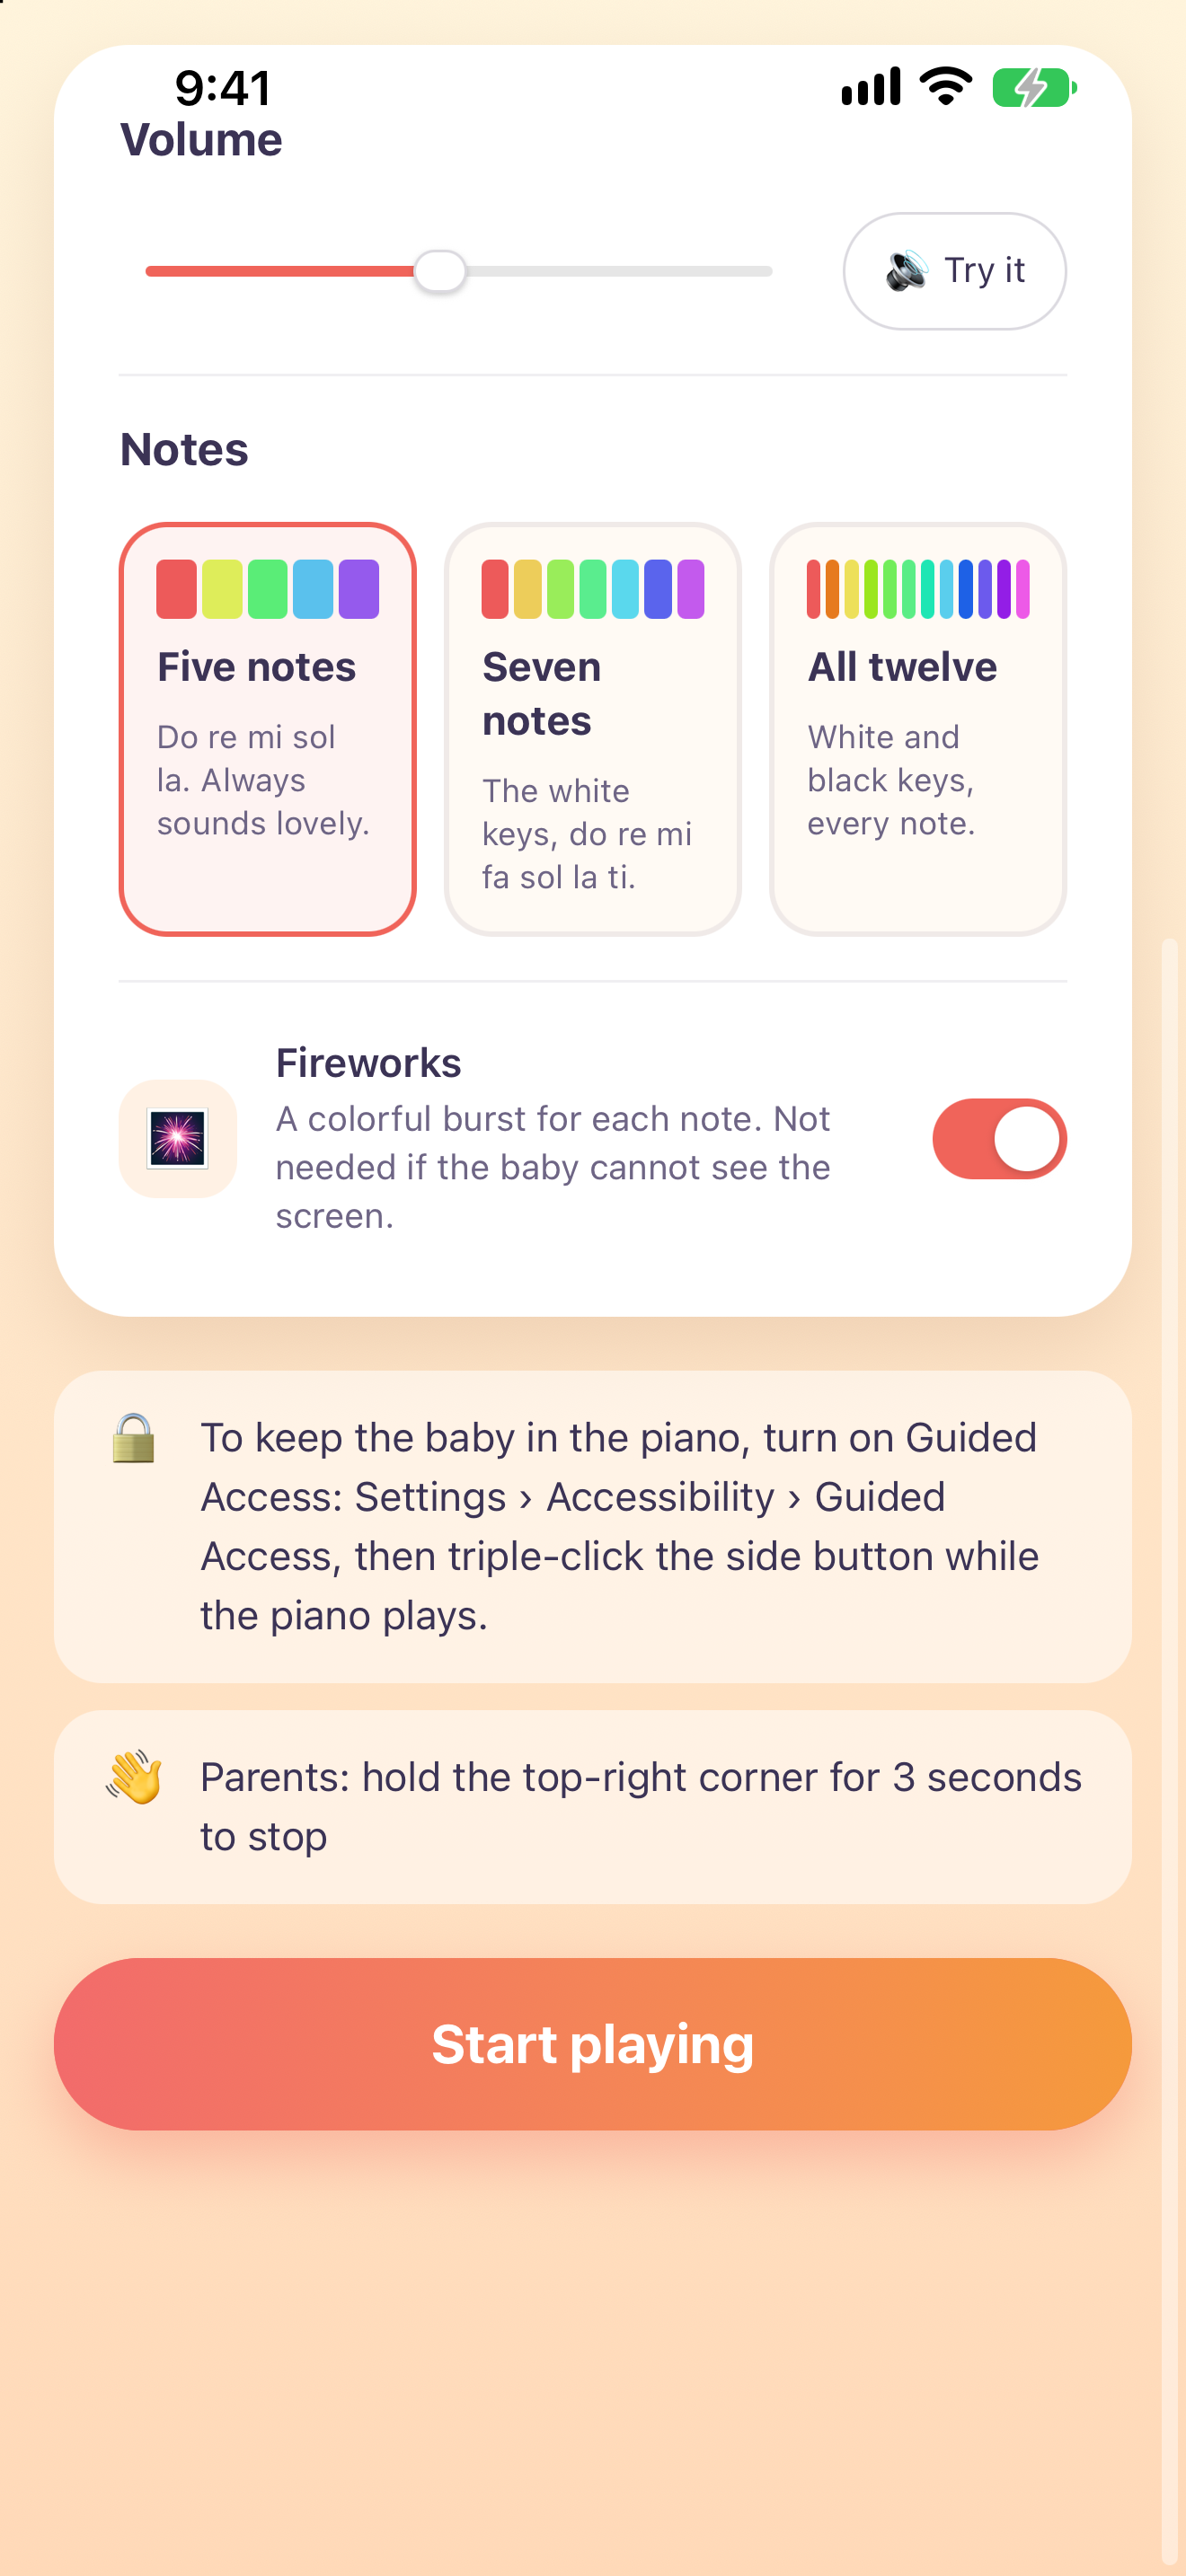 9:41
Volume
Try it
Notes
Five notes
Do re mi sol
la. Always
sounds lovely.
Seven
notes
The white
keys, do re mi
fa sol la ti.
All twelve
White and
black keys,
every note.
Fireworks
A colorful burst for each note. Not
needed if the baby cannot see the
screen.
To keep the baby in the piano, turn on Guided
Access: Settings › Accessibility › Guided
Access, then triple-click the side button while
the piano plays.
Parents: hold the top-right corner for 3 seconds
to stop
Start playing